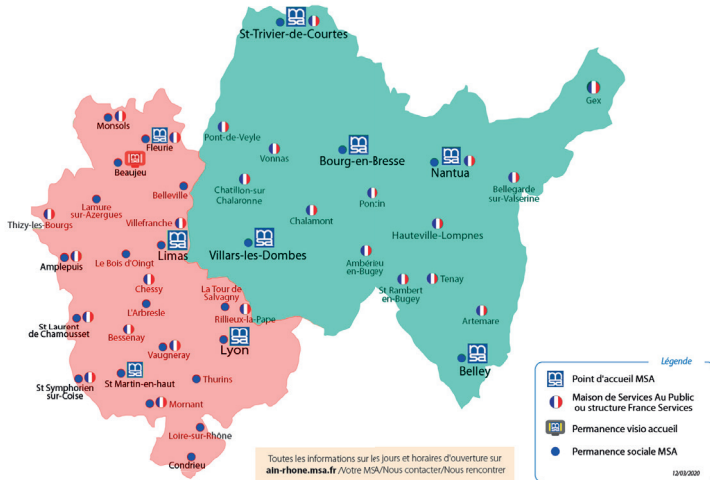 St-Trivier-de-Courtes
Gex
Monsols
Fleurie
Pont-de-Veyle
Vonnas
Bourg-en-Bresse
Nantua
Beaujeu
Belleville
Chatillon-sur
Chalaronne
Poncin
Bellegarde
sur-Valserine
Lamure
sur-Azergues
Thizy-les-Bourgs
Villefranche
Chalamont
Hauteville-Lompnes
Limas
Villars-les-Dombes
Amplepuis
Le Bois d'Oingt
Ambérieu
en-Bugey
Chessy
La Tour de
Salvagny
St Rambert
en-Bugey
Tenay
L'Arbresle
Rillieux-la-Pape
Artemare
St Laurent
de Chamousset
Bessenay
Vaugneray
Lyon
Belley
St Symphorien
sur-Coise
St Martin-en-haut
Thurins
Mornant
Loire-sur-Rhône
Condrieu
Légende
Point d'accueil MSA
Maison de Services Au Public
ou structure France Services
Permanence visio accueil
Permanence sociale MSA
Toutes les informations sur les jours et horaires d'ouverture sur
ain-rhone.msa.fr /Votre MSA/Nous contacter/Nous rencontrer
12/03/2020